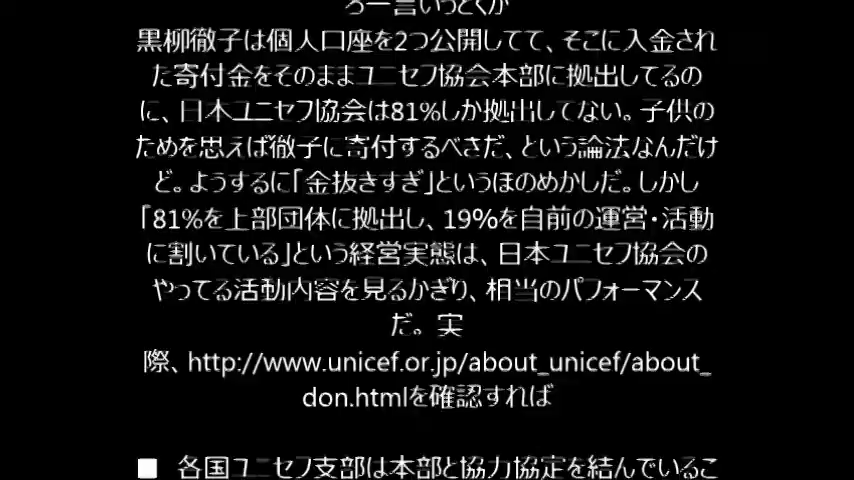 ろ一言いうとくが
黒柳徹子は個人口座を2つ公開してて、そこに入金され
た寄付金をそのままユニセフ協会本部に拠出してるの
に、日本ユニセフ協会は81%しか拠出してない。子供の
ためを思えば徹子に寄付するべきだ、という論法なんだけ
ど。ようするに「金抜きすぎ」というほのめかしだ。しかし
「81%を上部団体に拠出し、19%を自前の運営・活動
に割いている」という経営実態は、日本ユニセフ協会の
やってる活動内容を見るかぎり、相当のパフォーマンス
だ。 実
際、http://www.unicef.or.jp/about_unicef/about_
don.htmlを確認すれば
■ 各国ユニセフ支部は本部と協力協定を結んでいるこ